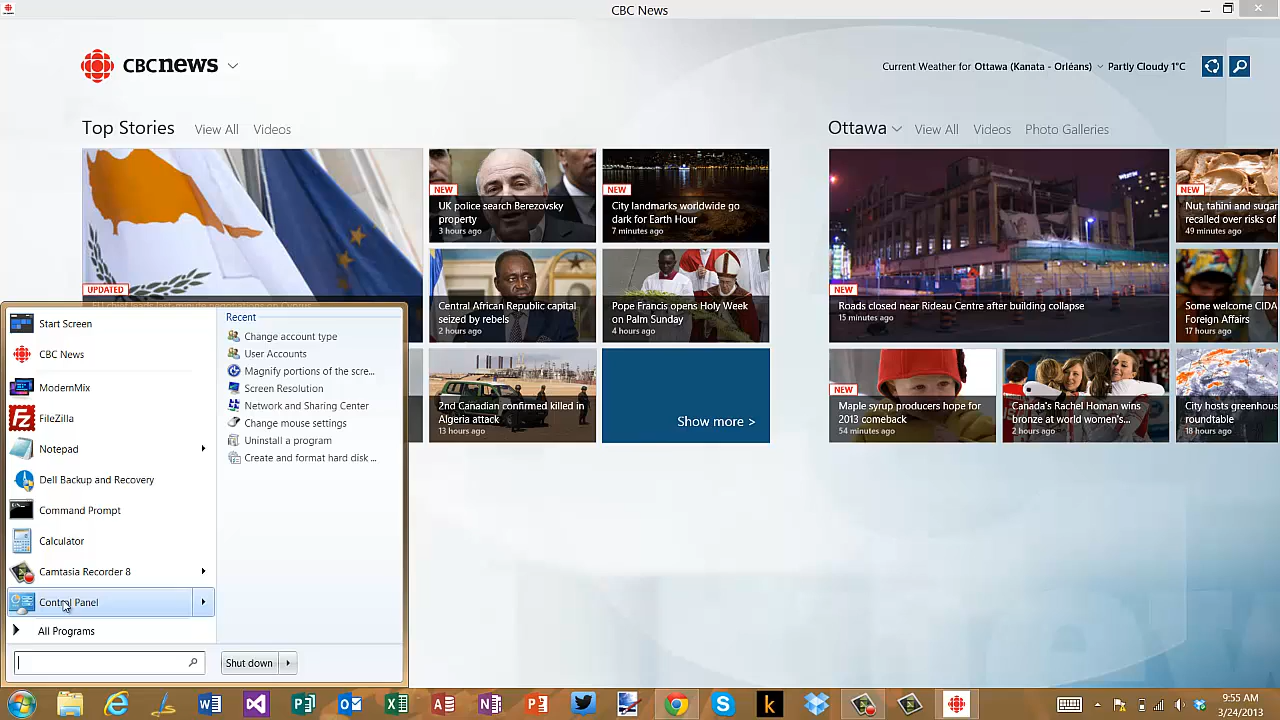 CBC News
CBCnews
Current Weather for Ottawa (Kanata - Orléans) Partly Cloudy 1°C
Top Stories View All Videos
Ottawa View All Videos Photo Galleries
UPDATED
NEW
UK police search Berezovsky
property
3 hours ago
NEW
City landmarks worldwide go
dark for Earth Hour
7 minutes ago
Central African Republic capital
seized by rebels
2 hours ago
Pope Francis opens Holy Week
on Palm Sunday
4 hours ago
2nd Canadian confirmed killed in
Algeria attack
13 hours ago
Show more >
NEW
Roads closed near Rideau Centre after building collapse
15 minutes ago
NEW
Nut, tahini and sugar
recalled over risks of
49 minutes ago
Some welcome CIDA
Foreign Affairs
17 hours ago
NEW
Maple syrup producers hope for
2013 comeback
54 minutes ago
Canada's Rachel Homan wins
bronze at world women's...
2 hours ago
City hosts greenhous
roundtable
18 hours ago
Start Screen
CBC News
ModernMix
FileZilla
Notepad
Dell Backup and Recovery
Command Prompt
Calculator
Camtasia Recorder 8
Control Panel
All Programs
Shut down
Recent
Change account type
User Accounts
Magnify portions of the scre...
Screen Resolution
Network and Sharing Center
Change mouse settings
Uninstall a program
Create and format hard disk ...
9:55 AM
3/24/2013